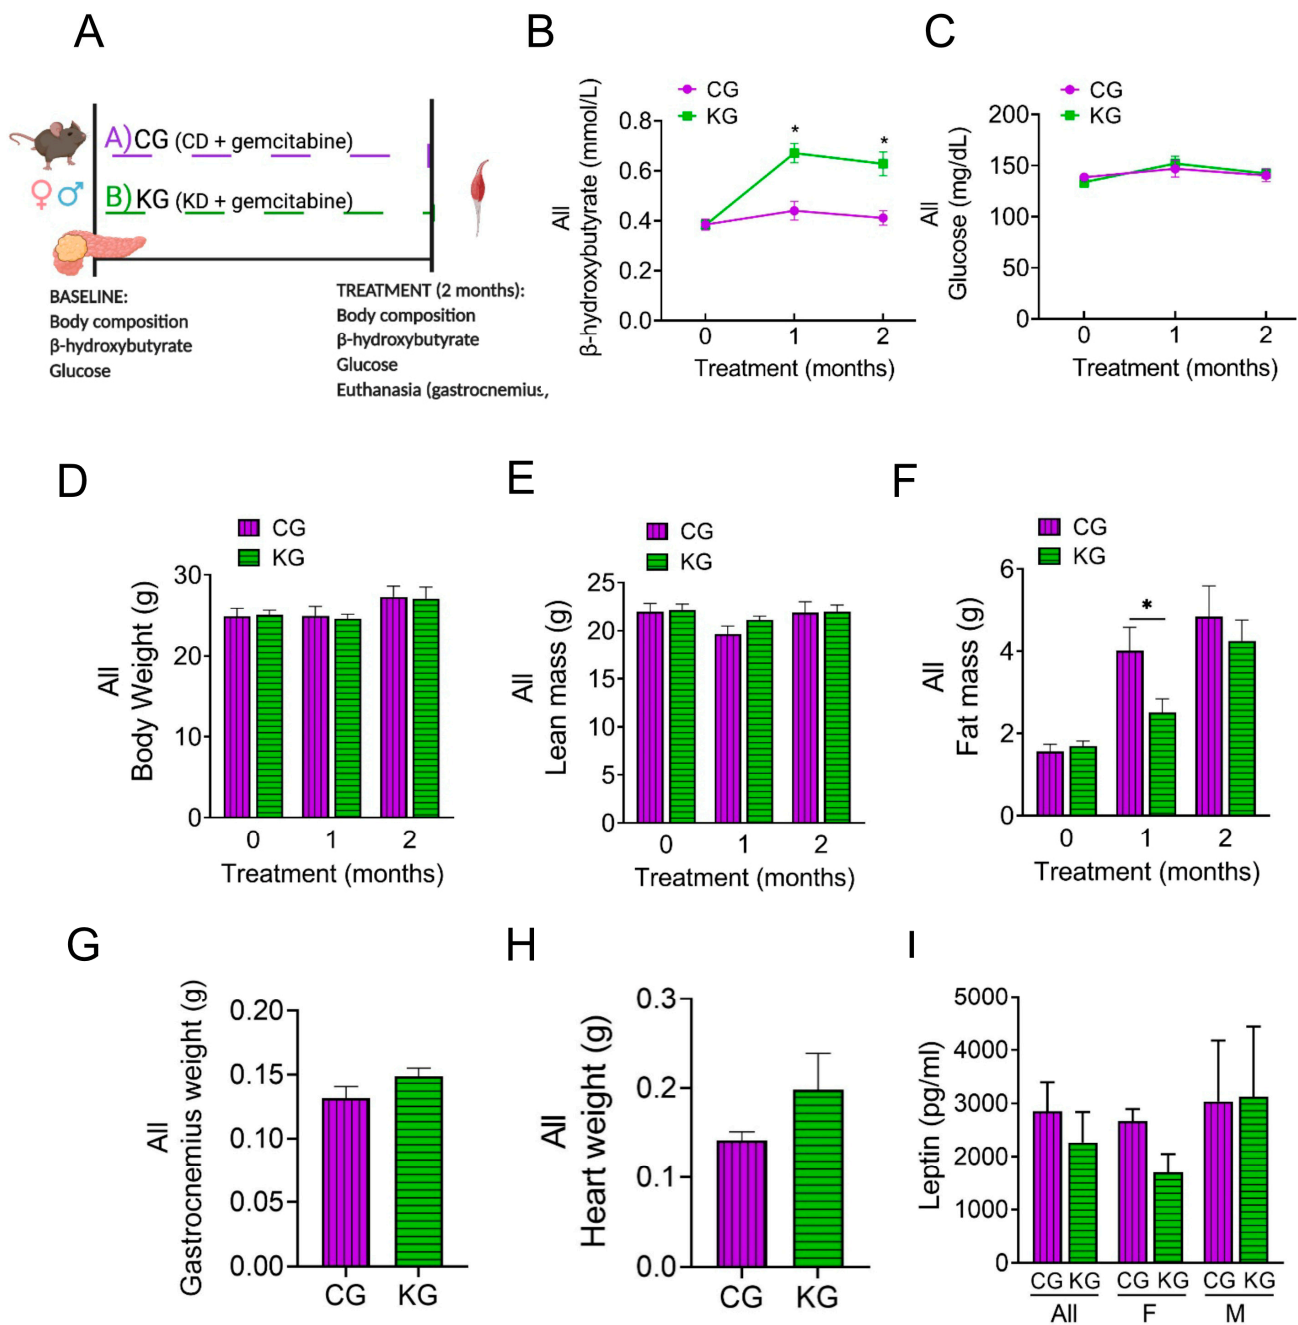 A
A) CG (CD + gemcitabine)
B) KG (KD + gemcitabine)
BASELINE:
Body composition
β-hydroxybutyrate
Glucose
TREATMENT (2 months):
Body composition
β-hydroxybutyrate
Glucose
Euthanasia (gastrocnemius,
B
CG
KG
All
β-hydroxybutyrate (mmol/L)
0.8
0.6
0.4
0.2
0.0
*
*
0 1 2
Treatment (months)
C
CG
KG
All
Glucose (mg/dL)
200
150
100
50
0
0 1 2
Treatment (months)
D
CG
KG
All
Body Weight (g)
30
20
10
0
0 1 2
Treatment (months)
E
CG
KG
All
Lean mass (g)
25
20
15
10
5
0
0 1 2
Treatment (months)
F
CG
KG
All
Fat mass (g)
6
4
2
0
*
0 1 2
Treatment (months)
G
All
Gastrocnemius weight (g)
0.20
0.15
0.10
0.05
0.00
CG KG
H
All
Heart weight (g)
0.3
0.2
0.1
0.0
CG KG
I
Leptin (pg/ml)
5000
4000
3000
2000
1000
0
CG KG CG KG CG KG
All F M